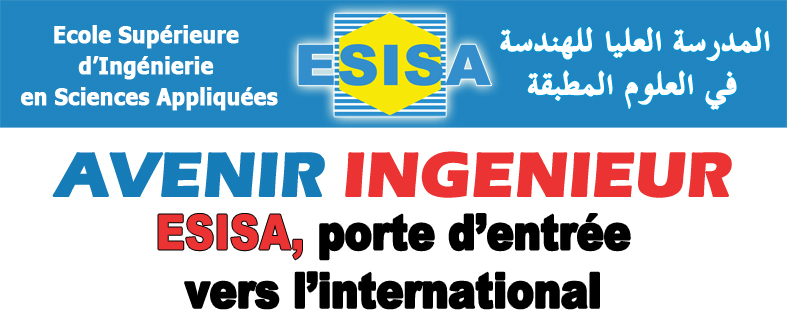 Ecole Supérieure
d'Ingénierie
en Sciences Appliquées
ESISA
المدرسة العليا للهندسة
في العلوم المطبقة
AVENIR INGENIEUR
ESISA, porte d'entrée
vers l'international